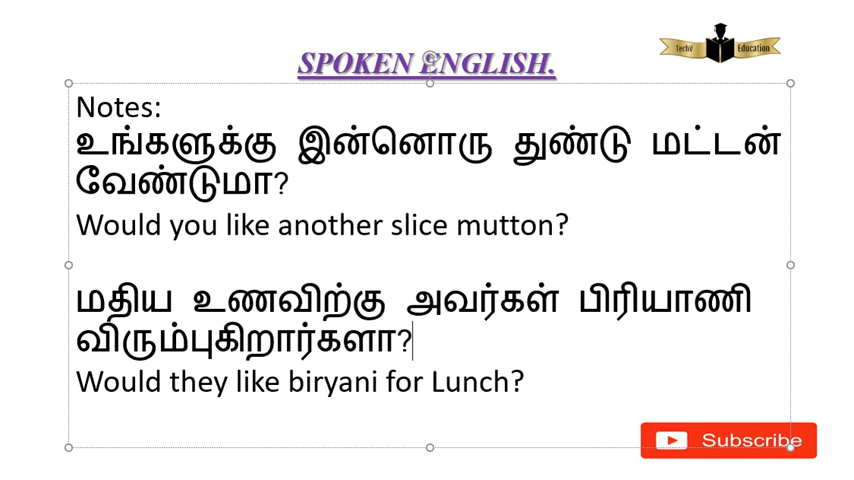 SPOKEN ENGLISH.
TechV Education
Notes:
உங்களுக்கு இன்னொரு துண்டு மட்டன்
வேண்டுமா?
Would you like another slice mutton?
மதிய உணவிற்கு அவர்கள் பிரியாணி
விரும்புகிறார்களா?
Would they like biryani for Lunch?
Subscribe